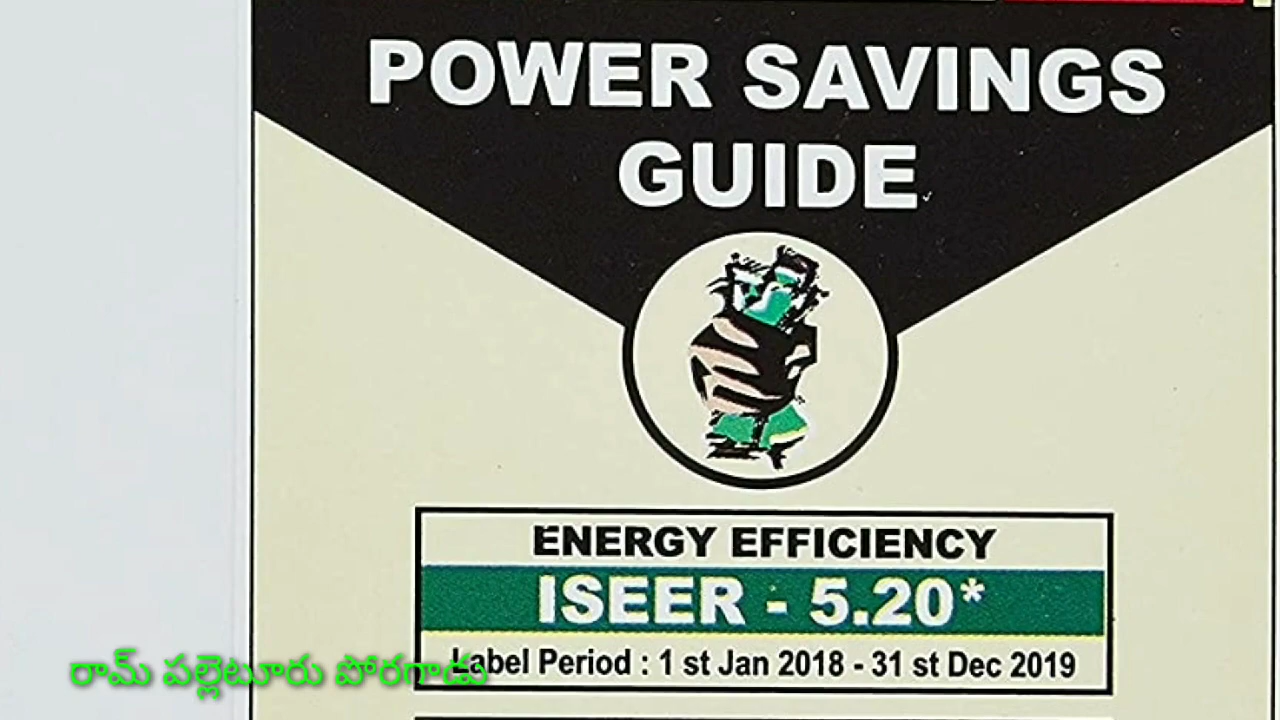 POWER SAVINGS
GUIDE
ENERGY EFFICIENCY
ISEER - 5.20*
Label Period : 1 st Jan 2018 - 31 st Dec 2019
రామ్ పల్లెటూరు పోరగాడు